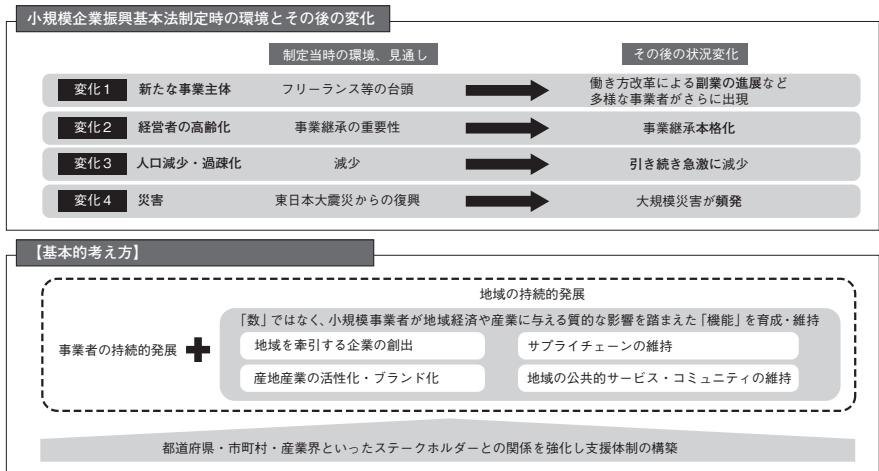 小規模企業振興基本法制定時の環境とその後の変化
制定当時の環境、見通し
その後の状況変化
変化1 新たな事業主体 フリーランス等の台頭 働き方改革による副業の進展など
多様な事業者がさらに出現
変化2 経営者の高齢化 事業継承の重要性 事業継承本格化
変化3 人口減少・過疎化 減少 引き続き急激に減少
変化4 災害 東日本大震災からの復興 大規模災害が頻発
【基本的考え方】
地域の持続的発展
「数」ではなく、小規模事業者が地域経済や産業に与える質的な影響を踏まえた「機能」を育成・維持
事業者の持続的発展
地域を牽引する企業の創出
サプライチェーンの維持
産地産業の活性化・ブランド化
地域の公共的サービス・コミュニティの維持
都道府県・市町村・産業界といったステークホルダーとの関係を強化し支援体制の構築